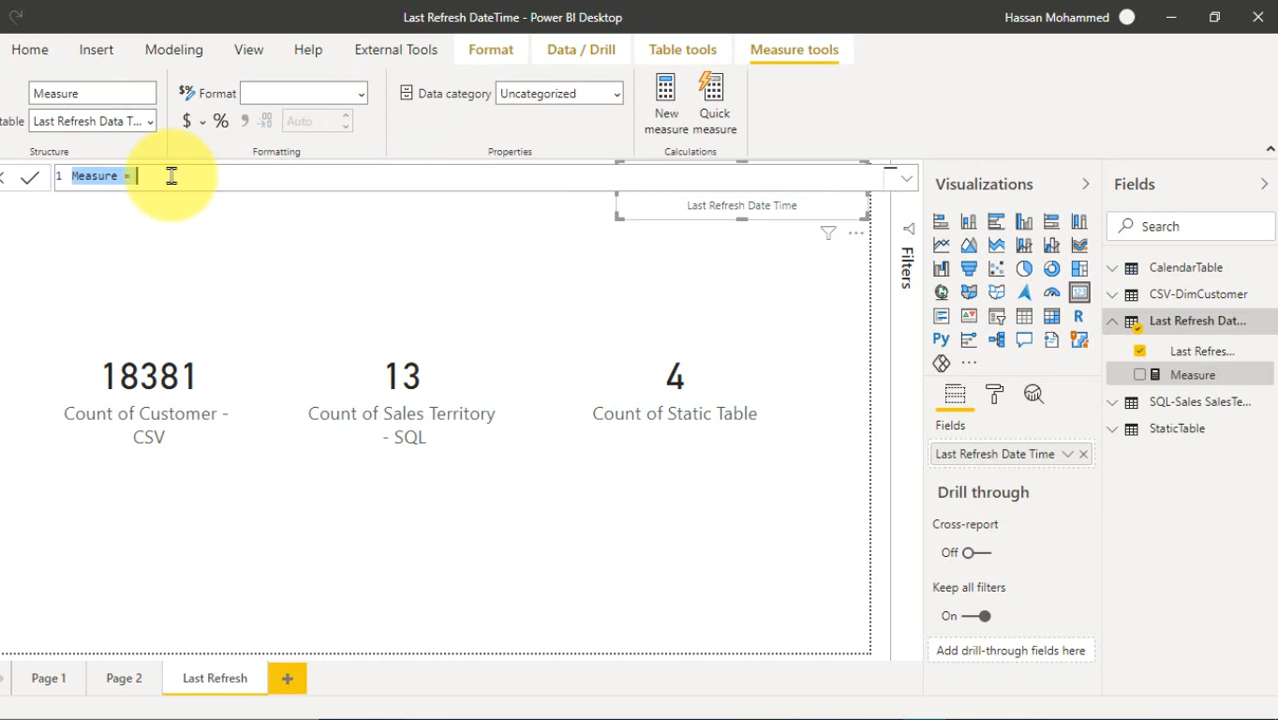 Last Refresh DateTime - Power BI Desktop
Hassan Mohammed
Home Insert Modeling View Help External Tools Format Data / Drill Table tools Measure tools
Measure
Format
Data category
Uncategorized
table
Last Refresh Data T...
$ % Auto
New measure
Quick measure
Structure Formatting Properties Calculations
1 Measure =
Last Refresh Date Time
18381
Count of Customer - CSV
13
Count of Sales Territory - SQL
4
Count of Static Table
Filters
Visualizations
R
Py
Fields
Last Refresh Date Time
Drill through
Cross-report
Off
Keep all filters
On
Add drill-through fields here
Fields
Search
CalendarTable
CSV-DimCustomer
Last Refresh Dat...
Last Refres...
Measure
SQL-Sales SalesTe...
StaticTable
Page 1 Page 2 Last Refresh +